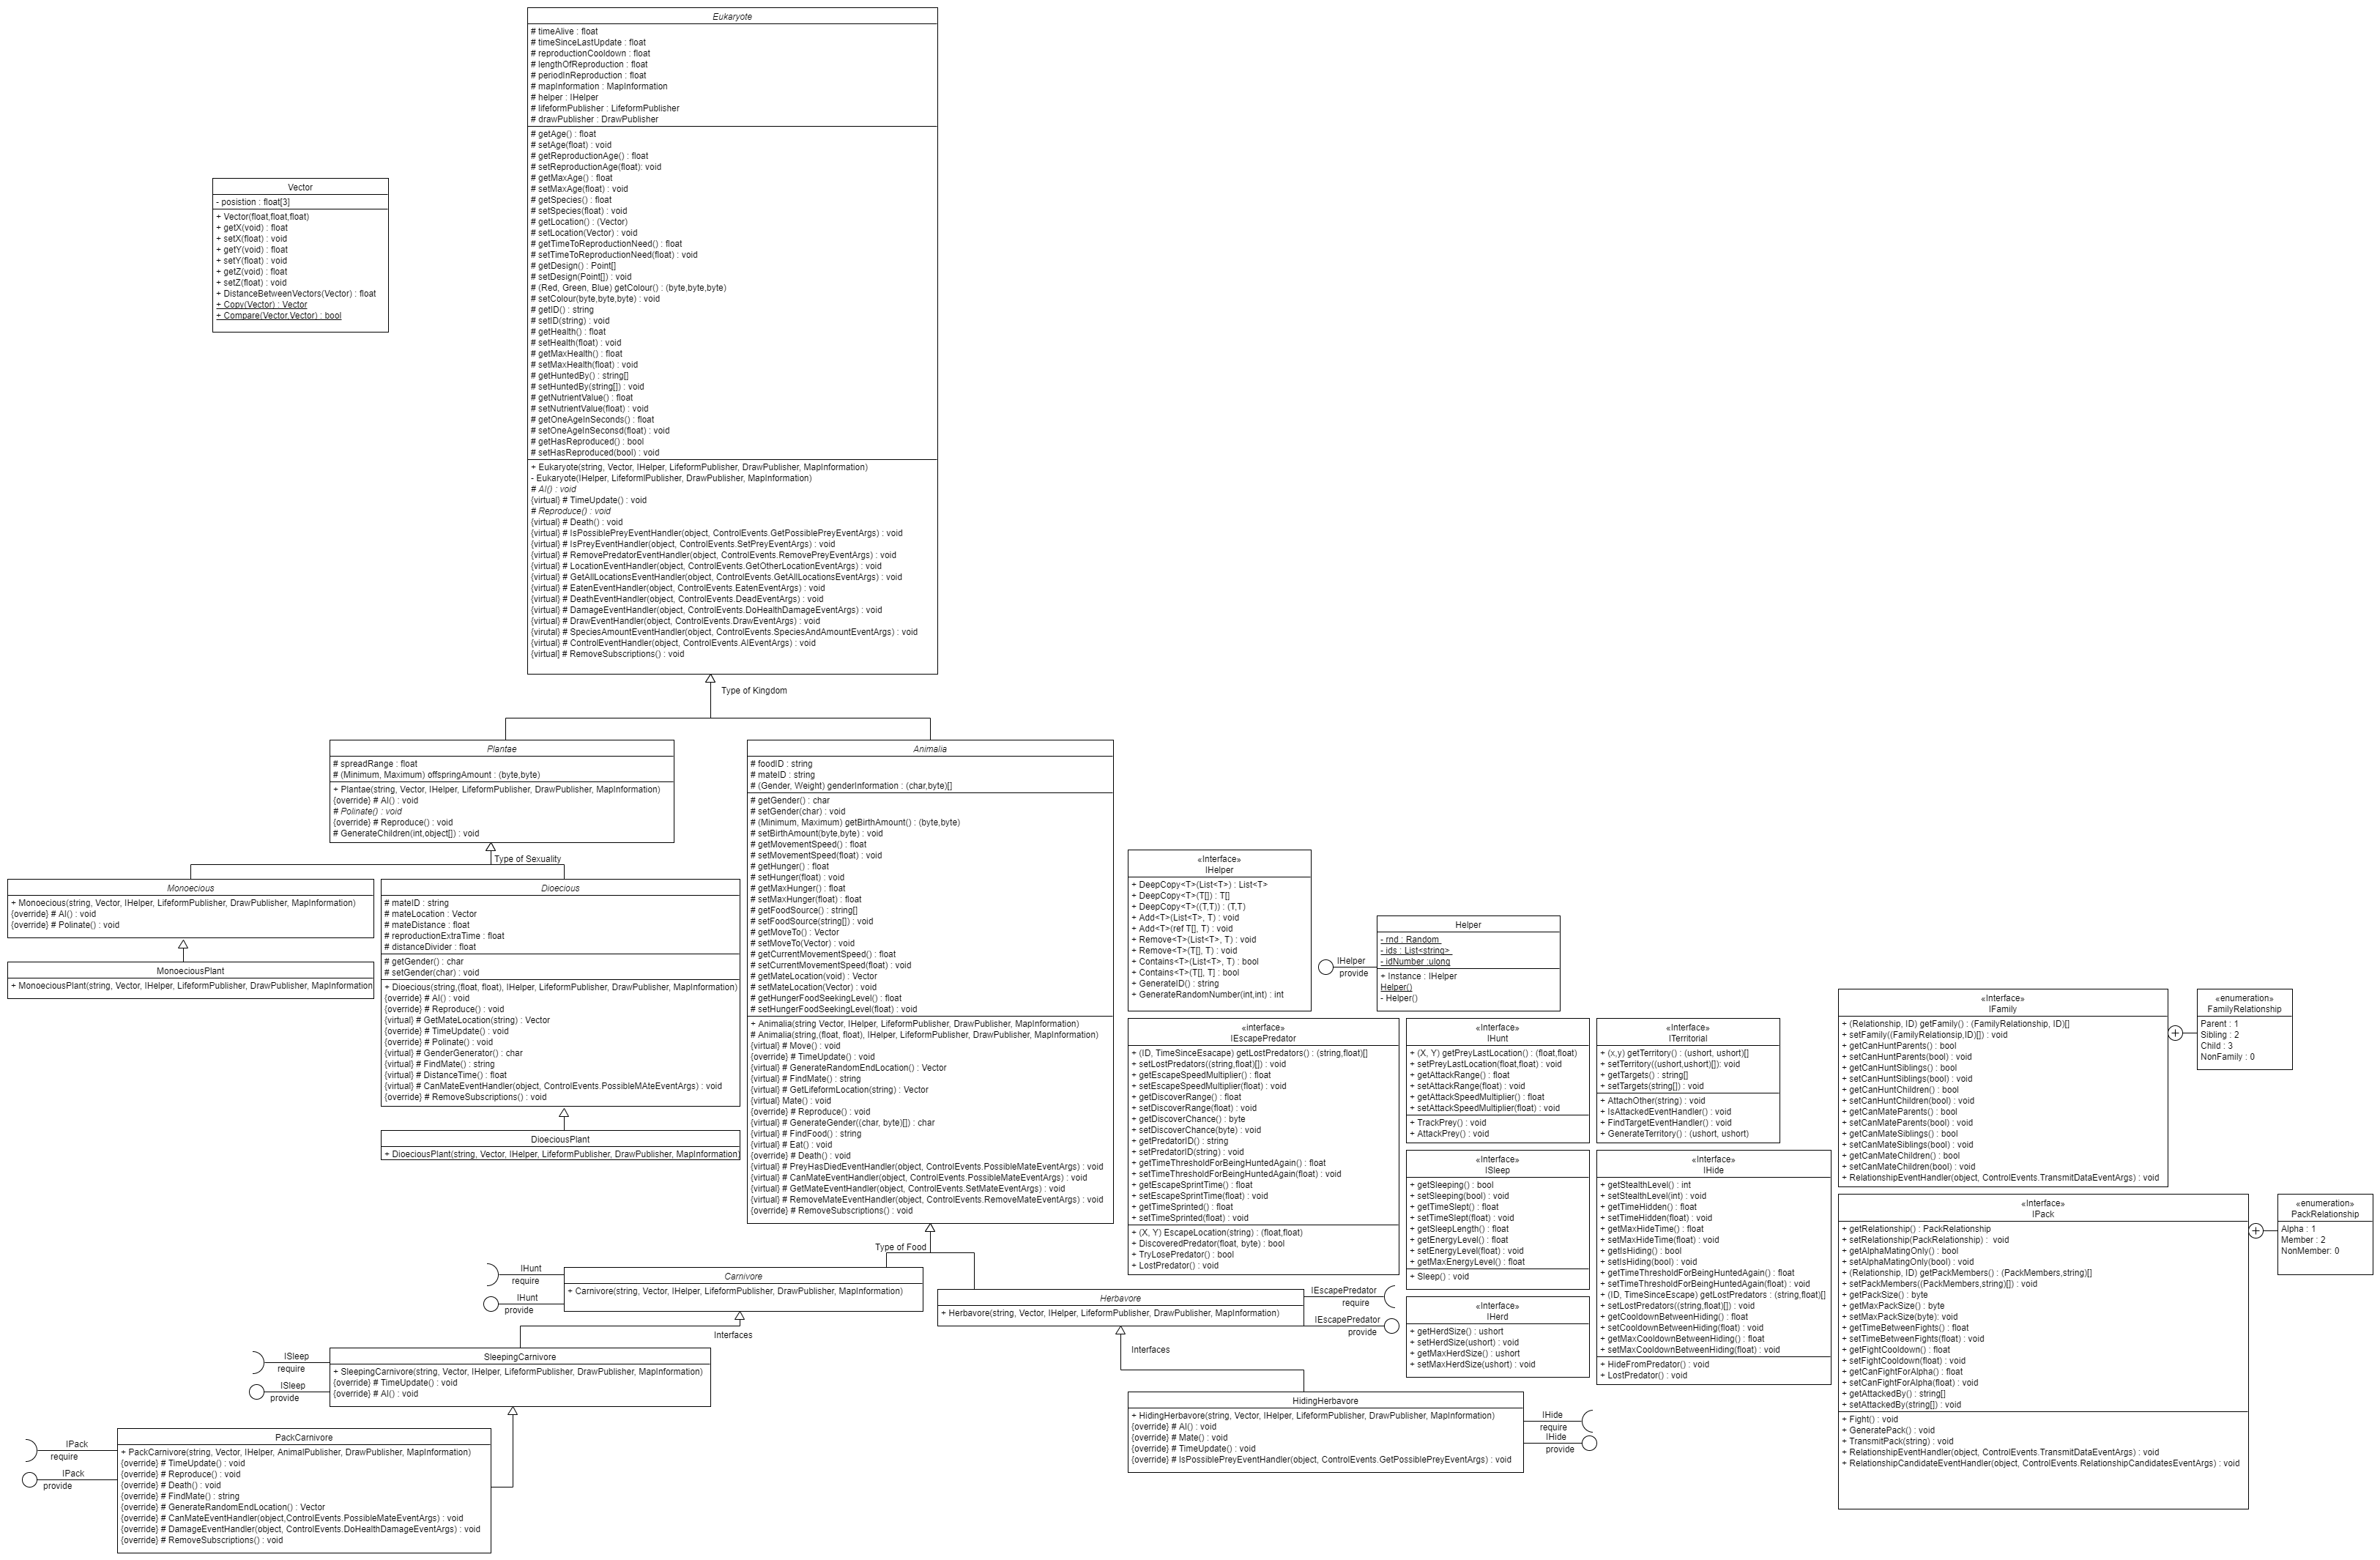 Eukaryote
# timeAlive : float
# timeSinceLastUpdate : float
# reproductionCooldown : float
# lengthOfReproduction : float
# periodInReproduction : float
# mapInformation : MapInformation
# helper : IHelper
# lifeformPublisher : LifeformPublisher
# drawPublisher : DrawPublisher
# getAge() : float
# setAge(float) : void
# getReproductionAge() : float
# setReproductionAge(float): void
# getMaxAge() : float
# setMaxAge(float) : void
# getSpecies() : float
# setSpecies(float) : void
# getLocation() : (Vector)
# setLocation(Vector) : void
# getTimeToReproductionNeed() : float
# setTimeToReproductionNeed(float) : void
# getDesign() : Point[]
# setDesign(Point[]) : void
# (Red, Green, Blue) getColour() : (byte,byte,byte)
# setColour(byte,byte,byte) : void
# getID() : string
# setID(string) : void
# getHealth() : float
# setHealth(float) : void
# getMaxHealth() : float
# setMaxHealth(float) : void
# getHuntedBy() : string[]
# setHuntedBy(string[]) : void
# getNutrientValue() : float
# setNutrientValue(float) : void
# getOneAgeInSeconds() : float
# setOneAgeInSeconsd(float) : void
# getHasReproduced() : bool
# setHasReproduced(bool) : void
+ Eukaryote(string, Vector, IHelper, LifeformPublisher, DrawPublisher, MapInformation)
- Eukaryote(IHelper, LifeformlPublisher, DrawPublisher, MapInformation)
# AI() : void
{virtual} # TimeUpdate() : void
# Reproduce() : void
{virtual} # Death() : void
{virtual} # IsPossiblePreyEventHandler(object, ControlEvents.GetPossiblePreyEventArgs) : void
{virtual} # IsPreyEventHandler(object, ControlEvents.SetPreyEventArgs) : void
{virtual} # RemovePredatorEventHandler(object, ControlEvents.RemovePreyEventArgs) : void
{virtual} # LocationEventHandler(object, ControlEvents.GetOtherLocationEventArgs) : void
{virtual} # GetAllLocationsEventHandler(object, ControlEvents.GetAllLocationsEventArgs) : void
{virtual} # EatenEventHandler(object, ControlEvents.EatenEventArgs) : void
{virtual} # DeathEventHandler(object, ControlEvents.DeadEventArgs) : void
{virtual} # DamageEventHandler(object, ControlEvents.DoHealthDamageEventArgs) : void
{virtual} # DrawEventHandler(object, ControlEvents.DrawEventArgs) : void
{virutal} # SpeciesAmountEventHandler(object, ControlEvents.SpeciesAndAmountEventArgs) : void
{virtual} # ControlEventHandler(object, ControlEvents.AIEventArgs) : void
{virtual] # RemoveSubscriptions() : void
Vector
- posistion : float[3]
+ Vector(float,float,float)
+ getX(void) : float
+ setX(float) : void
+ getY(void) : float
+ setY(float) : void
+ getZ(void) : float
+ setZ(float) : void
+ DistanceBetweenVectors(Vector) : float
+ Copy(Vector) : Vector
+ Compare(Vector,Vector) : bool
Type of Kingdom
Plantae
# spreadRange : float
# (Minimum, Maximum) offspringAmount : (byte,byte)
+ Plantae(string, Vector, IHelper, LifeformPublisher, DrawPublisher, MapInformation)
{override} # AI() : void
# Polinate() : void
{override} # Reproduce() : void
# GenerateChildren(int,object[]) : void
Type of Sexuality
Monoecious
+ Monoecious(string, Vector, IHelper, LifeformPublisher, DrawPublisher, MapInformation)
{override} # AI() : void
{override} # Polinate() : void
MonoeciousPlant
+ MonoeciousPlant(string, Vector, IHelper, LifeformPublisher, DrawPublisher, MapInformation
Dioecious
# mateID : string
# mateLocation : Vector
# mateDistance : float
# reproductionExtraTime : float
# distanceDivider : float
# getGender() : char
# setGender(char) : void
+ Dioecious(string,(float, float), IHelper, LifeformPublisher, DrawPublisher, MapInformation)
{override} # AI() : void
{override} # Reproduce() : void
{virtual} # GetMateLocation(string) : Vector
{override} # TimeUpdate() : void
{override} # Polinate() : void
{virtual} # GenderGenerator() : char
{virtual} # FindMate() : string
{virtual} # DistanceTime() : float
{virtual} # CanMateEventHandler(object, ControlEvents.PossibleMAteEventArgs) : void
{override} # RemoveSubscriptions() : void
DioeciousPlant
+ DioeciousPlant(string, Vector, IHelper, LifeformPublisher, DrawPublisher, MapInformation)
Animalia
# foodID : string
# mateID : string
# (Gender, Weight) genderInformation : (char,byte)[]
# getGender() : char
# setGender(char) : void
# (Minimum, Maximum) getBirthAmount() : (byte,byte)
# setBirthAmount(byte,byte) : void
# getMovementSpeed() : float
# setMovementSpeed(float) : void
# getHunger() : float
# setHunger(float) : void
# getMaxHunger() : float
# setMaxHunger(float) : float
# getFoodSource() : string[]
# setFoodSource(string[]) : void
# getMoveTo() : Vector
# setMoveTo(Vector) : void
# getCurrentMovementSpeed() : float
# setCurrentMovementSpeed(float) : void
# getMateLocation(void) : Vector
# setMateLocation(Vector) : void
# getHungerFoodSeekingLevel() : float
# setHungerFoodSeekingLevel(float) : float
+ Animalia(string Vector, IHelper, LifeformPublisher, DrawPublisher, MapInformation)
# Animalia(string,(float, float), IHelper, LifeformPublisher, DrawPublisher, MapInformation)
{virtual} # Move() : void
{override} # TimeUpdate() : void
{virtual} # GenerateRandomEndLocation() : Vector
{virtual} # FindMate() : string
{virtual} # GetLifeformLocation(string) : Vector
{virtual} Mate() : void
{override} # Reproduce() : void
{virtual} # GenerateGender((char, byte)[]) : char
{virtual} # FindFood() : string
{virtual} # Eat() : void
{override} # Death() : void
{virtual} # PreyHasDiedEventHandler(object, ControlEvents.PossibleMateEventArgs) : void
{virtual} # CanMateEventHandler(object, ControlEvents.PossibleMateEventArgs) : void
{virtual} # GetMateEventHandler(object, ControlEvents.SetMateEventArgs) : void
{virtual} # RemoveMateEventHandler(object, ControlEvents.RemoveMateEventArgs) : void
{override} # RemoveSubscriptions() : void
Type of Food
IHunt
require
IHunt
provide
Carnivore
+ Carnivore(string, Vector, IHelper, LifeformPublisher, DrawPublisher, MapInformation)
Interfaces
ISleep
require
ISleep
provide
SleepingCarnivore
+ SleepingCarnivore(string, Vector, IHelper, LifeformPublisher, DrawPublisher, MapInformation)
{override} # TimeUpdate() : void
{override} # AI() : void
IPack
require
IPack
provide
PackCarnivore
+ PackCarnivore(string, Vector, IHelper, AnimalPublisher, DrawPublisher, MapInformation)
{override} # TimeUpdate() : void
{override} # Reproduce() : void
{override} # Death() : void
{override} # FindMate() : string
{override} # GenerateRandomEndLocation() : Vector
{override} # CanMateEventHandler(object,ControlEvents.PossibleMateEventArgs) : void
{override} # DamageEventHandler(object, ControlEvents.DoHealthDamageEventArgs) : void
{override} # RemoveSubscriptions() : void
Herbavore
+ Herbavore(string, Vector, IHelper, LifeformPublisher, DrawPublisher, MapInformation)
IEscapePredator
require
IEscapePredator
provide
Interfaces
HidingHerbavore
+ HidingHerbavore(string, Vector, IHelper, LifeformPublisher, DrawPublisher, MapInformation)
{override} # AI() : void
{override} # Mate() : void
{override} # TimeUpdate() : void
{override} # IsPossiblePreyEventHandler(object, ControlEvents.GetPossiblePreyEventArgs) : void
IHide
require
IHide
provide
«Interface»
IHelper
+ DeepCopy<T>(List<T>) : List<T>
+ DeepCopy<T>(T[]) : T[]
+ DeepCopy<T>((T,T)) : (T,T)
+ Add<T>(List<T>, T) : void
+ Add<T>(ref T[], T) : void
+ Remove<T>(List<T>, T) : void
+ Remove<T>(T[], T) : void
+ Contains<T>(List<T>, T) : bool
+ Contains<T>(T[], T] : bool
+ GenerateID() : string
+ GenerateRandomNumber(int,int) : int
IHelper
provide
Helper
- rnd : Random
- ids : List<string>
- idNumber :ulong
+ Instance : IHelper
Helper()
- Helper()
«interface»
IEscapePredator
+ (ID, TimeSinceEsacape) getLostPredators() : (string,float)[]
+ setLostPredators((string,float)[]) : void
+ getEscapeSpeedMultiplier() : float
+ setEscapeSpeedMultiplier(float) : void
+ getDiscoverRange() : float
+ setDiscoverRange(float) : void
+ getDiscoverChance() : byte
+ setDiscoverChance(byte) : void
+ getPredatorID() : string
+ setPredatorID(string) : void
+ getTimeThresholdForBeingHuntedAgain() : float
+ setTimeThresholdForBeingHuntedAgain(float) : void
+ getEscapeSprintTime() : float
+ setEscapeSprintTime(float) : void
+ getTimeSprinted() : float
+ setTimeSprinted(float) : void
+ (X, Y) EscapeLocation(string) : (float,float)
+ DiscoveredPredator(float, byte) : bool
+ TryLosePredator() : bool
+ LostPredator() : void
«Interface»
IHunt
+ (X, Y) getPreyLastLocation() : (float,float)
+ setPreyLastLocation(float,float) : void
+ getAttackRange() : float
+ setAttackRange(float) : void
+ getAttackSpeedMultiplier() : float
+ setAttackSpeedMultiplier(float) : void
+ TrackPrey() : void
+ AttackPrey() : void
«Interface»
ITerritorial
+ (x,y) getTerritory() : (ushort, ushort)[]
+ setTerritory((ushort,ushort)[]): void
+ getTargets() : string[]
+ setTargets(string[]) : void
+ AttachOther(string) : void
+ IsAttackedEventHandler() : void
+ FindTargetEventHandler() : void
+ GenerateTerritory() : (ushort, ushort)
«Interface»
ISleep
+ getSleeping() : bool
+ setSleeping(bool) : void
+ getTimeSlept() : float
+ setTimeSlept(float) : void
+ getSleepLength() : float
+ getEnergyLevel() : float
+ setEnergyLevel(float) : void
+ getMaxEnergyLevel() : float
+ Sleep() : void
«Interface»
IHerd
+ getHerdSize() : ushort
+ setHerdSize(ushort) : void
+ getMaxHerdSize() : ushort
+ setMaxHerdSize(ushort) : void
«Interface»
IHide
+ getStealthLevel() : int
+ setStealthLevel(int) : void
+ getTimeHidden() : float
+ setTimeHidden(float) : void
+ getMaxHideTime() : float
+ setMaxHideTime(float) : void
+ getIsHiding() : bool
+ setIsHiding(bool) : void
+ getTimeThresholdForBeingHuntedAgain() : float
+ setTimeThresholdForBeingHuntedAgain(float) : void
+ (ID, TimeSinceEscape) getLostPredators : (string,float)[]
+ setLostPredators((string,float)[]) : void
+ getCooldownBetweenHiding() : float
+ setCooldownBetweenHiding(float) : void
+ getMaxCooldownBetweenHiding() : float
+ setMaxCooldownBetweenHiding(float) : void
+ HideFromPredator() : void
+ LostPredator() : void
«Interface»
IFamily
+ (Relationship, ID) getFamily() : (FamilyRelationship, ID)[]
+ setFamily((FamilyRelationsip,ID)[]) : void
+ getCanHuntParents() : bool
+ setCanHuntParents(bool) : void
+ getCanHuntSiblings() : bool
+ setCanHuntSiblings(bool) : void
+ getCanHuntChildren() : bool
+ setCanHuntChildren(bool) : void
+ getCanMateParents() : bool
+ setCanMateParents(bool) : void
+ getCanMateSiblings() : bool
+ setCanMateSiblings(bool) : void
+ getCanMateChildren() : bool
+ setCanMateChildren(bool) : void
+ RelationshipEventHandler(object, ControlEvents.TransmitDataEventArgs) : void
«enumeration»
FamilyRelationship
Parent : 1
Sibling : 2
Child : 3
NonFamily : 0
«Interface»
IPack
+ getRelationship() : PackRelationship
+ setRelationship(PackRelationship) : void
+ getAlphaMatingOnly() : bool
+ setAlphaMatingOnly(bool) : void
+ (Relationship, ID) getPackMembers() : (PackMembers,string)[]
+ setPackMembers((PackMembers,string)[]) : void
+ getPackSize() : byte
+ getMaxPackSize() : byte
+ setMaxPackSize(byte): void
+ getTimeBetweenFights() : float
+ setTimeBetweenFights(float) : void
+ getFightCooldown() : float
+ setFightCooldown(float) : void
+ getCanFightForAlpha() : float
+ setCanFightForAlpha(float) : void
+ getAttackedBy() : string[]
+ setAttackedBy(string[]) : void
+ Fight() : void
+ GeneratePack() : void
+ TransmitPack(string) : void
+ RelationshipEventHandler(object, ControlEvents.TransmitDataEventArgs) : void
+ RelationshipCandidateEventHandler(object, ControlEvents.RelationshipCandidatesEventArgs) : void
«enumeration»
PackRelationship
Alpha : 1
Member : 2
NonMember: 0